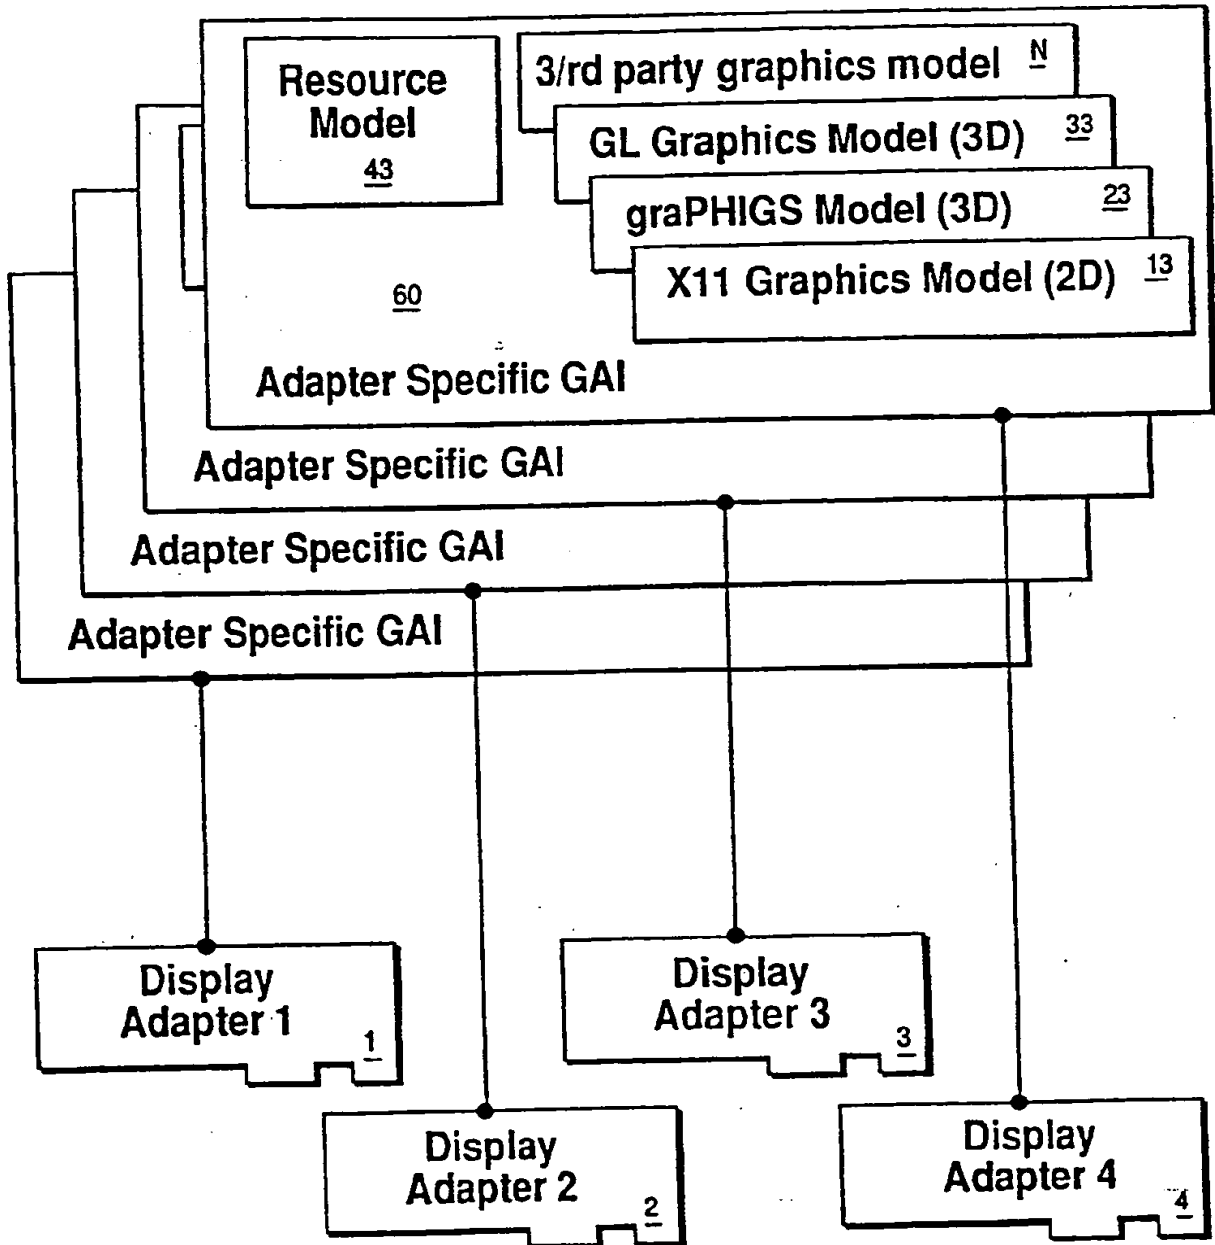 Resource
Model
43
3/rd party graphics model N
GL Graphics Model (3D) 33
graPHIGS Model (3D) 23
X11 Graphics Model (2D) 13
60
Adapter Specific GAI
Adapter Specific GAI
Adapter Specific GAI
Adapter Specific GAI
Display
Adapter 1
1
Display
Adapter 3
3
Display
Adapter 2
2
Display
Adapter 4
4